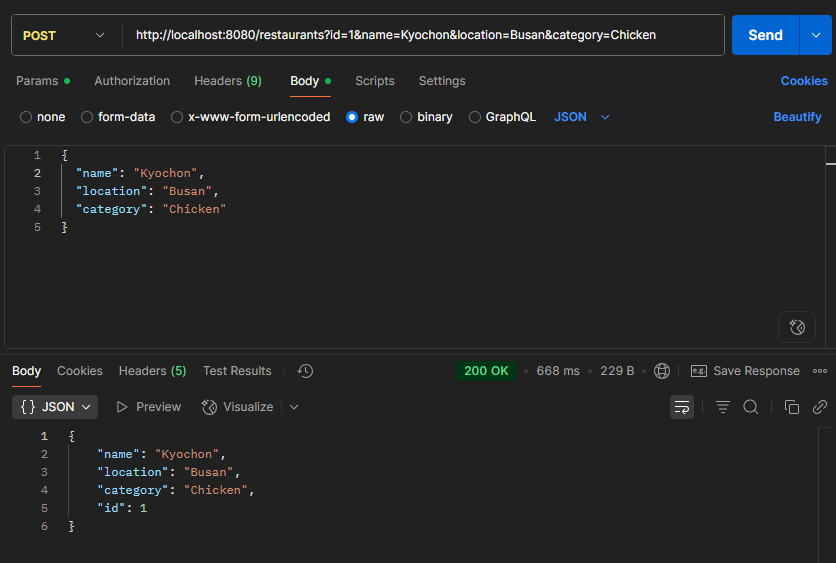 POST http://localhost:8080/restaurants?id=1&name=Kyochon&location=Busan&category=Chicken Send
Params Authorization Headers (9) Body Scripts Settings Cookies
none form-data x-www-form-urlencoded raw binary GraphQL JSON Beautify
1 {
2 "name": "Kyochon",
3 "location": "Busan",
4 "category": "Chicken"
5 }
Body Cookies Headers (5) Test Results 200 OK • 668 ms • 229 B • e.g. Save Response
{} JSON Preview Visualize
1 {
2 "name": "Kyochon",
3 "location": "Busan",
4 "category": "Chicken",
5 "id": 1
6 }